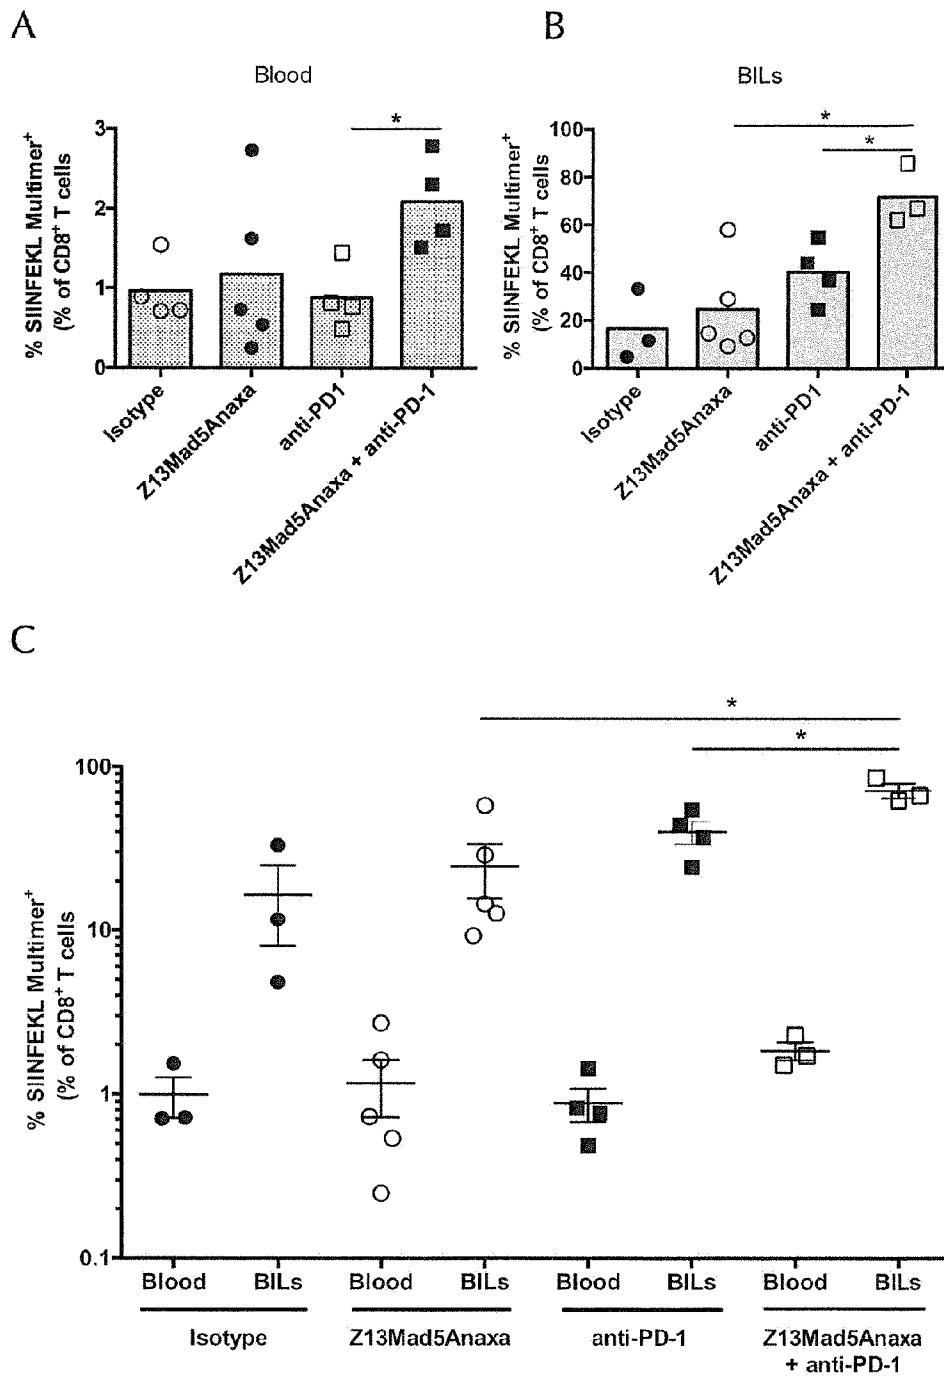 A
Blood
% SIINFEKL Multimer⁺
(% of CD8⁺ T cells
3
2
1
0
*
Isotype
Z13Mad5Anaxa
anti-PD1
Z13Mad5Anaxa + anti-PD-1
B
BILs
% SIINFEKL Multimer⁺
(% of CD8⁺ T cells
100
80
60
40
20
0
*
*
Isotype
Z13Mad5Anaxa
anti-PD1
Z13Mad5Anaxa + anti-PD-1
C
% SIINFEKL Multimer⁺
(% of CD8⁺ T cells
100
10
1
0.1
*
*
Blood BILs Blood BILs Blood BILs Blood BILs
Isotype Z13Mad5Anaxa anti-PD-1 Z13Mad5Anaxa
+ anti-PD-1